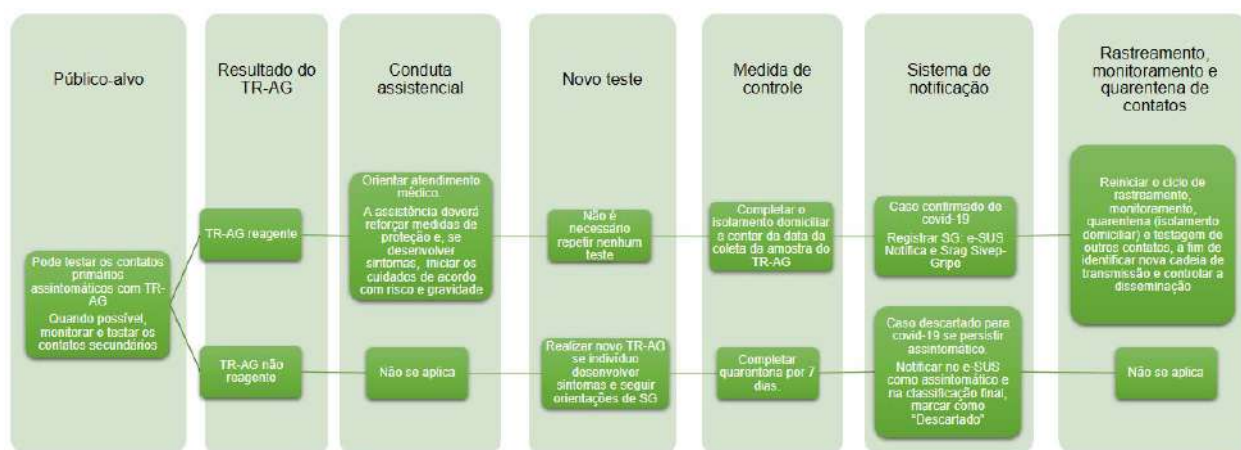 Público-alvo
Resultado do
TR-AG
Conduta
assistencial
Novo teste
Medida de
controle
Sistema de
notificação
Rastreamento,
monitoramento e
quarentena de
contatos
Pode testar os contatos
primários
assintomáticos com TR-
AG
Quando possível,
monitorar e testar os
contatos secundários
TR-AG reagente
Orientar atendimento
médico.
A assistência deverá
reforçar medidas de
proteção e, se
desenvolver
sintomas, iniciar os
cuidados de acordo
com risco e gravidade
Não é
necessário
repetir nenhum
teste
Completar o
isolamento domiciliar
a contar da data da
coleta da amostra do
TR-AG
Caso confirmado de
covid-19
Registrar SG: e-SUS
Notifica e Srag Sivep-
Gripe
Reiniciar o ciclo de
rastreamento,
monitoramento,
quarentena (isolamento
domiciliar) e testagem de
outros contatos, a fim de
identificar nova cadeia de
transmissão e controlar a
disseminação
TR-AG não
reagente
Não se aplica
Realizar novo TR-AG
se indivíduo
desenvolver
sintomas e seguir
orientações de SG
Completar
quarentena por 7
dias.
Caso descartado para
covid-19 se persistir
assintomático.
Notificar no e-SUS
como assintomático e
na classificação final,
marcar como
"Descartado"
Não se aplica